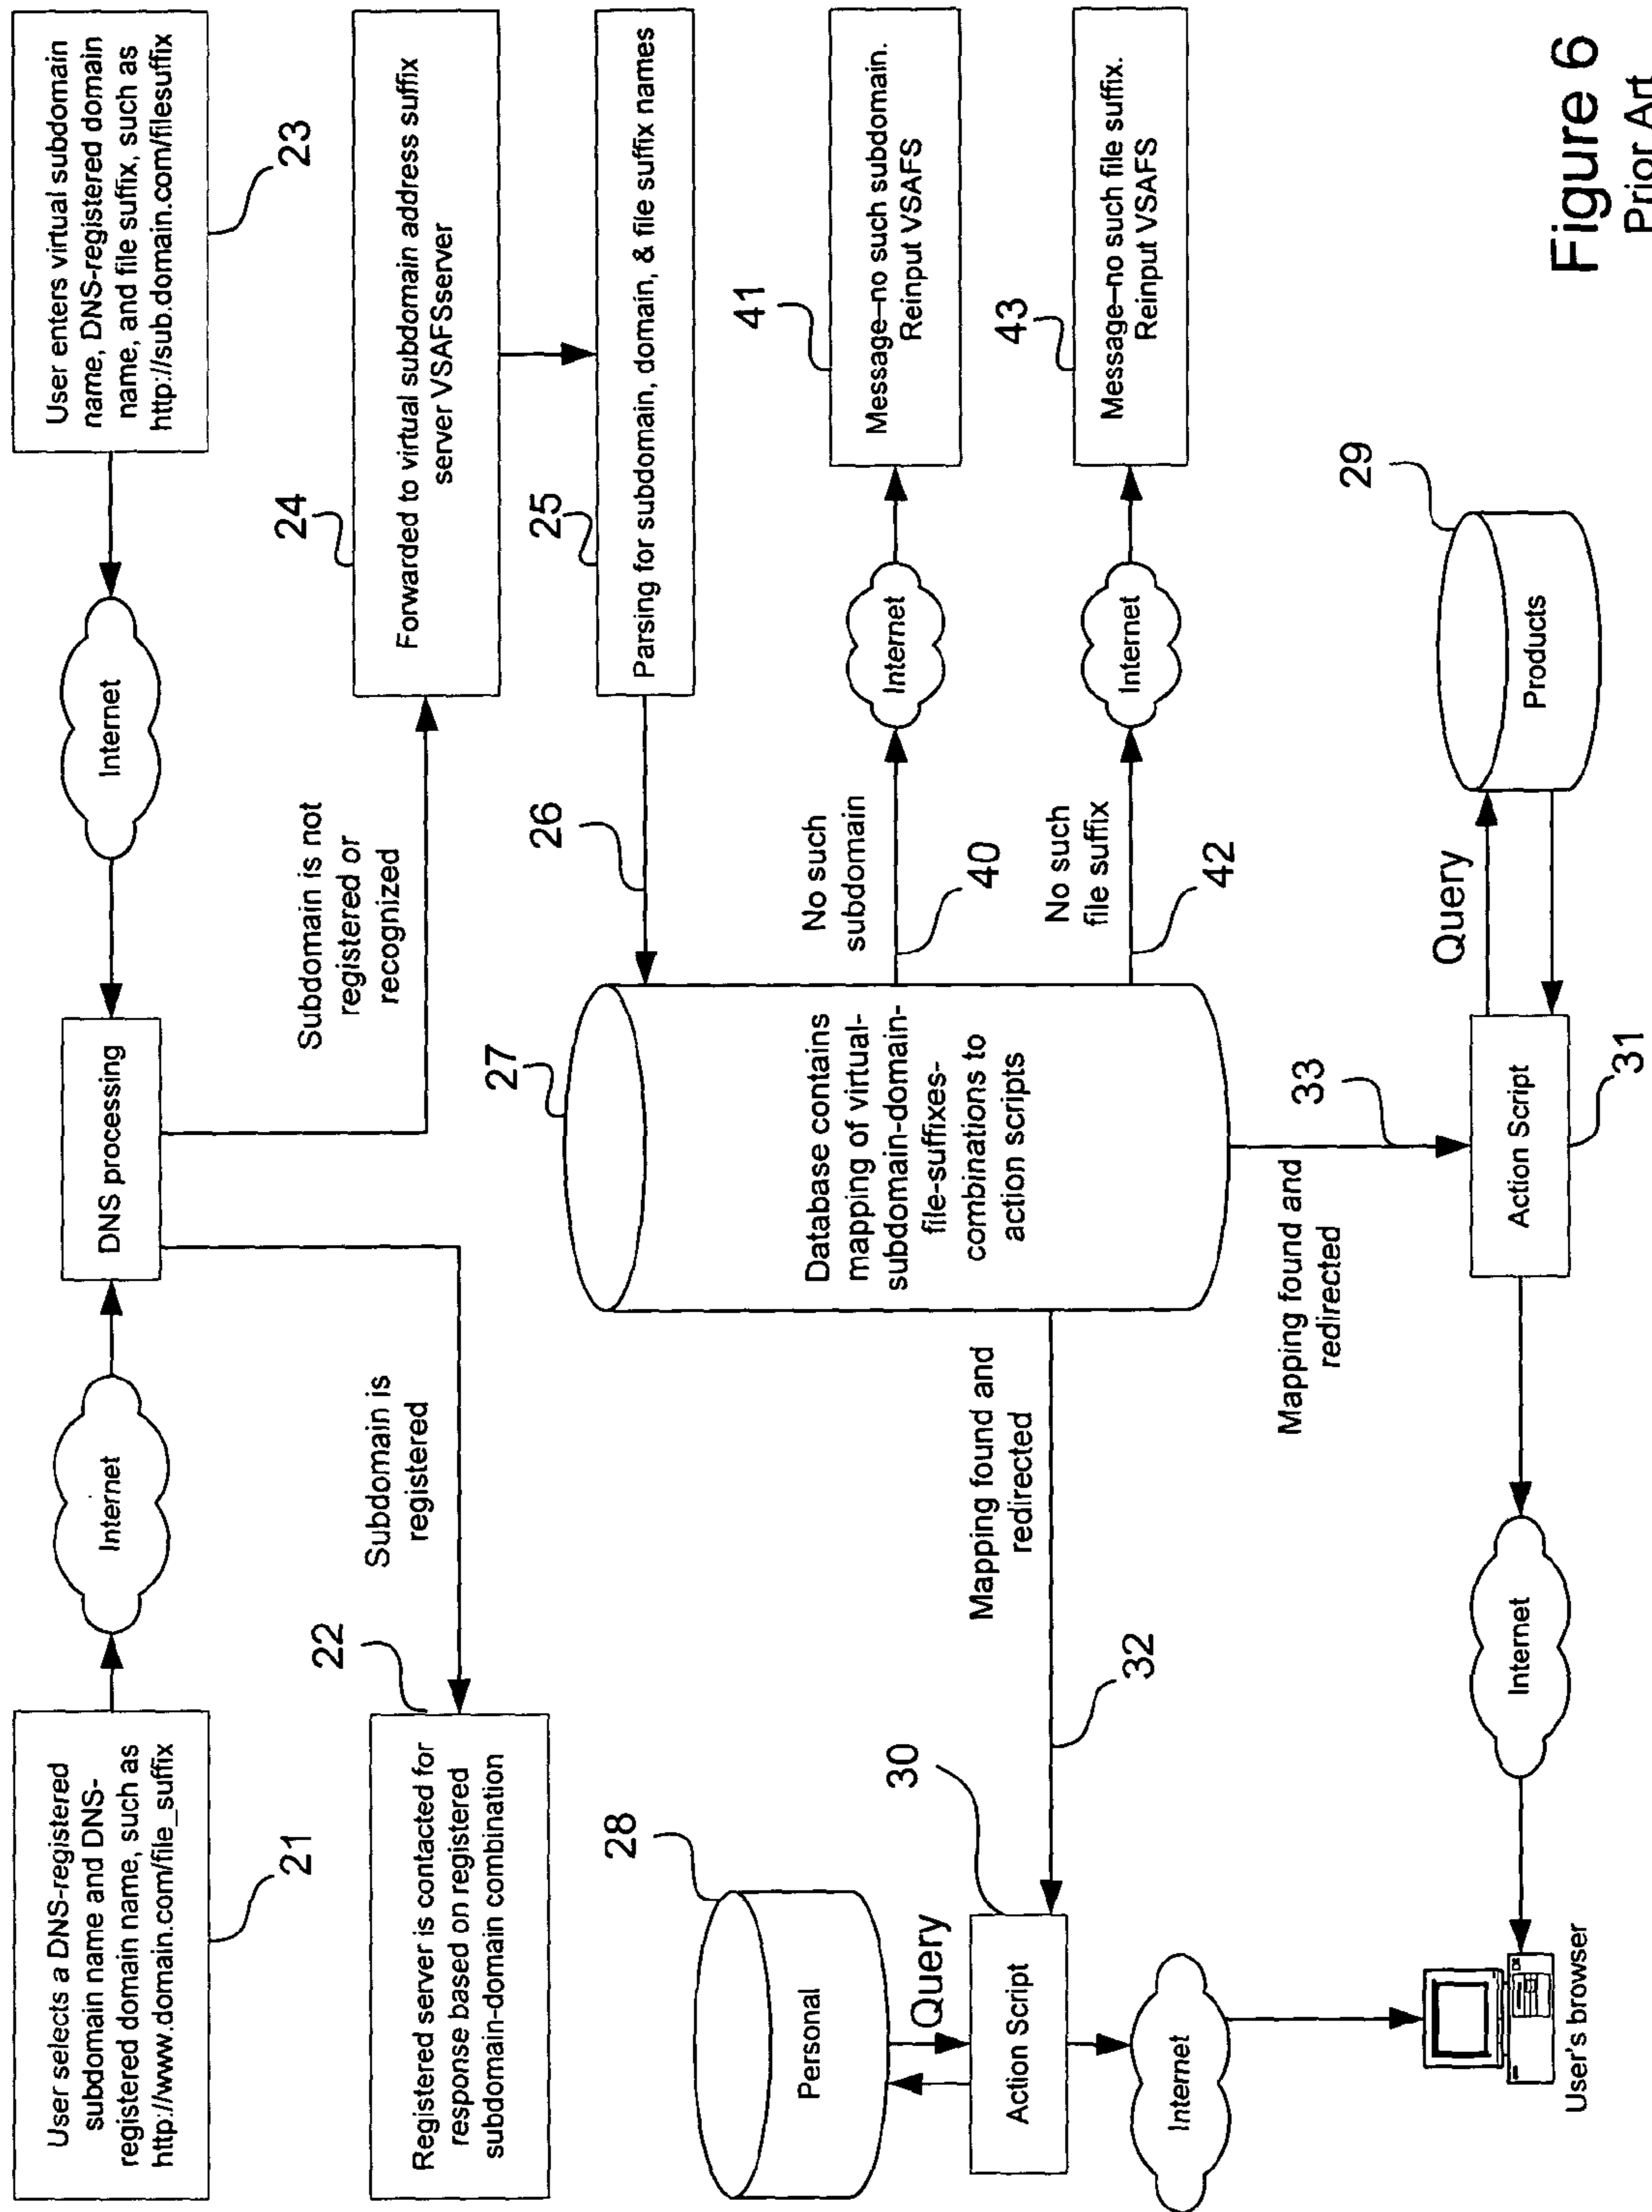 User selects a DNS-registered
subdomain name and DNS-
registered domain name, such as
http://www.domain.com/file_suffix
21
Internet
DNS processing
Internet
User enters virtual subdomain
name, DNS-registered domain
name, and file suffix, such as
http://sub.domain.com/filesuffix
23
22
Registered server is contacted for
response based on registered
subdomain-domain combination
Subdomain is
registered
Subdomain is not
registered or
recognized
24
Forwarded to virtual subdomain address suffix
server VSAFSserver
25
Parsing for subdomain, domain, & file suffix names
26
27
Database contains
mapping of virtual-
subdomain-domain-
file-suffixes-
combinations to
action scripts
No such
subdomain
40
Internet
41
Message–no such subdomain.
Reinput VSAFS
No such
file suffix
42
Internet
43
Message–no such file suffix.
Reinput VSAFS
28
Personal
Query
30
Action Script
Mapping found and
redirected
32
Internet
User's browser
Mapping found and
redirected
33
Internet
Action Script
31
Query
29
Products
Figure 6
Prior Art